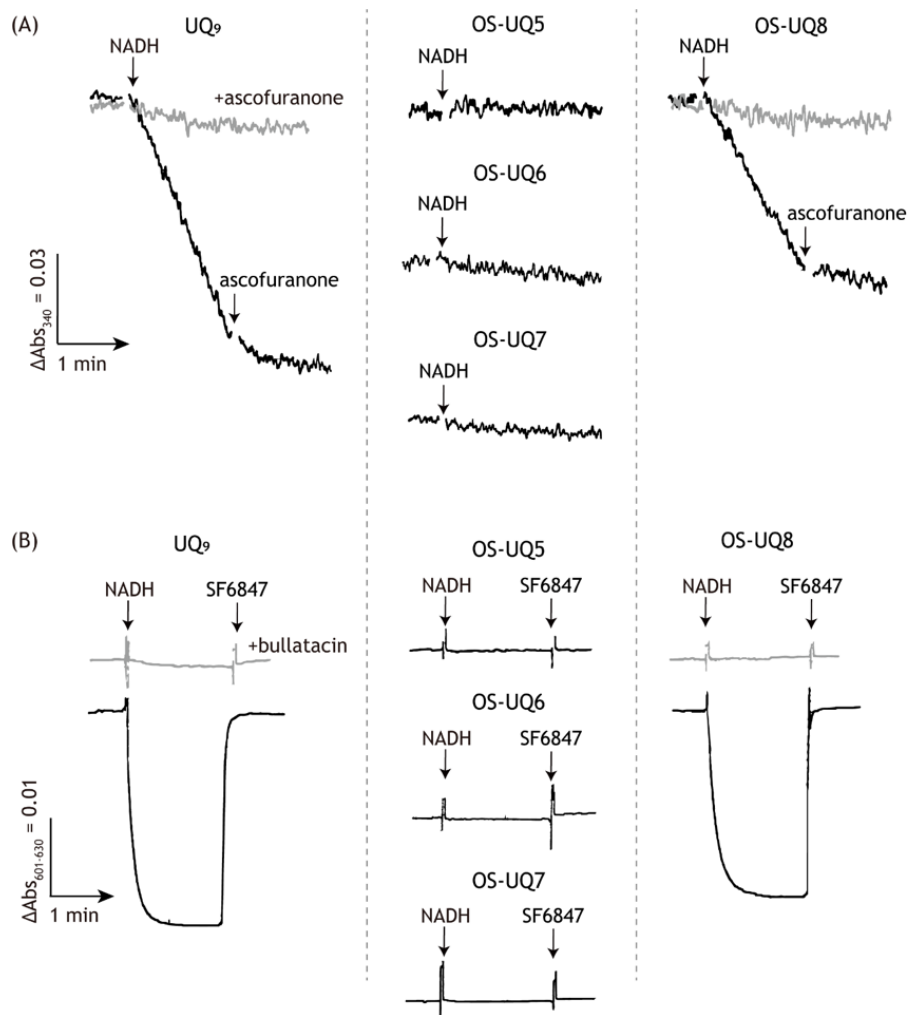 (A)
UQ₉
NADH
+ascofuranone
ascofuranone
ΔAbs₃₄₀ = 0.03
1 min
OS-UQ5
NADH
OS-UQ6
NADH
OS-UQ7
NADH
OS-UQ8
NADH
ascofuranone
(B)
UQ₉
NADH
SF6847
+bullatacin
ΔAbs₆₀₁₋₆₃₀ = 0.01
1 min
OS-UQ5
NADH
SF6847
OS-UQ6
NADH
SF6847
OS-UQ7
NADH
SF6847
OS-UQ8
NADH
SF6847